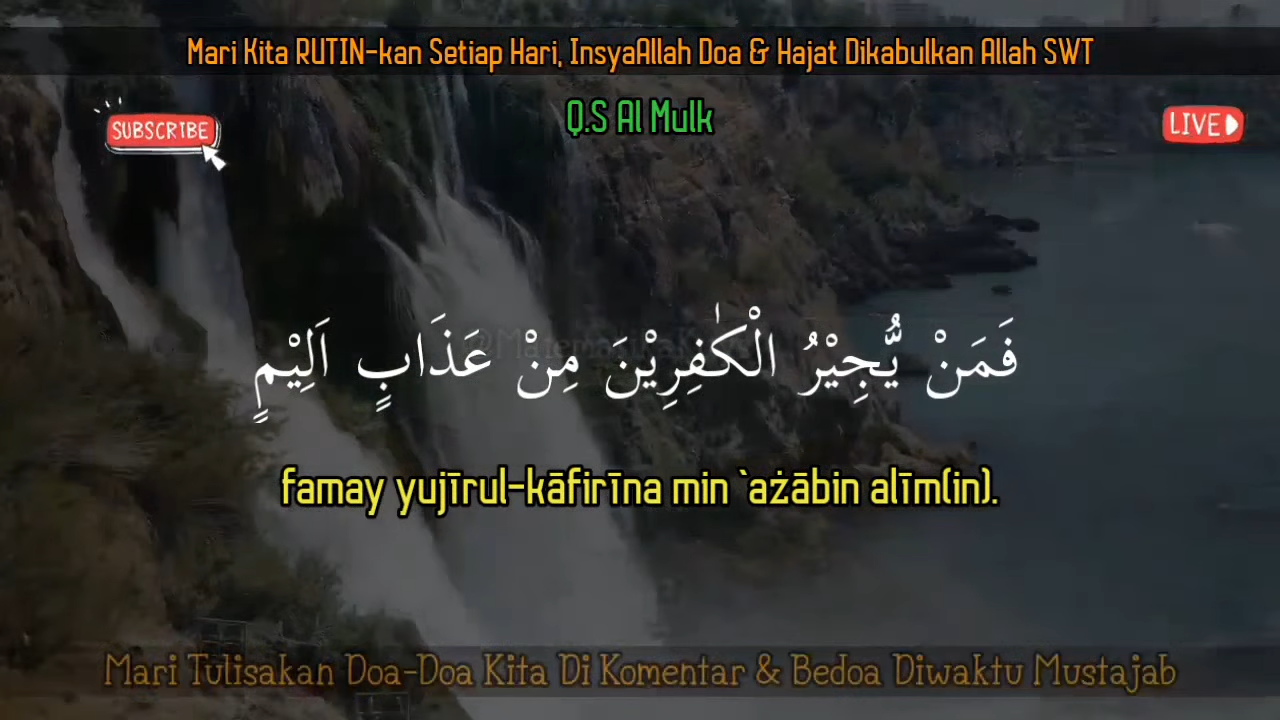 Mari Kita RUTIN-kan Setiap Hari, InsyaAllah Doa & Hajat Dikabulkan Allah SWT
Q.S Al Mulk
SUBSCRIBE
LIVE
فَمَنْ يُّجِيْرُ الْكٰفِرِيْنَ مِنْ عَذَابٍ اَلِيْمٍ
famay yujīrul-kāfirīna min `ażābin alīm(in).
Mari Tulisakan Doa-Doa Kita Di Komentar & Bedoa Diwaktu Mustajab